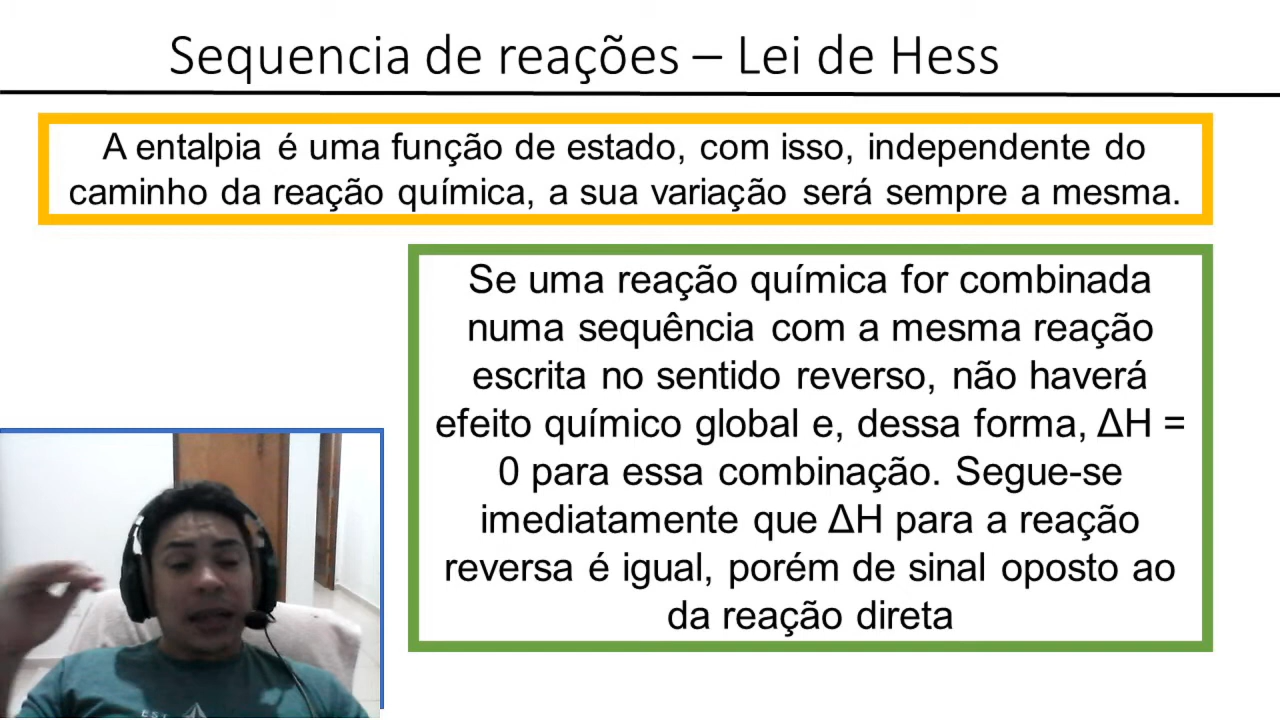 Sequencia de reações – Lei de Hess
A entalpia é uma função de estado, com isso, independente do
caminho da reação química, a sua variação será sempre a mesma.
Se uma reação química for combinada
numa sequência com a mesma reação
escrita no sentido reverso, não haverá
efeito químico global e, dessa forma, ΔH =
0 para essa combinação. Segue-se
imediatamente que ΔH para a reação
reversa é igual, porém de sinal oposto ao
da reação direta
EST